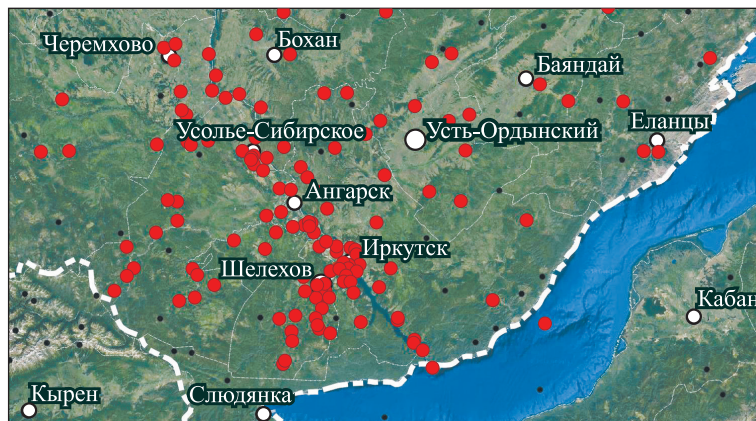 Черемхово
Бохан
Баяндай
Усолье-Сибирское
Усть-Ордынский
Еланцы
Ангарск
Иркутск
Шелехов
Кабан
Кырен
Слюдянка